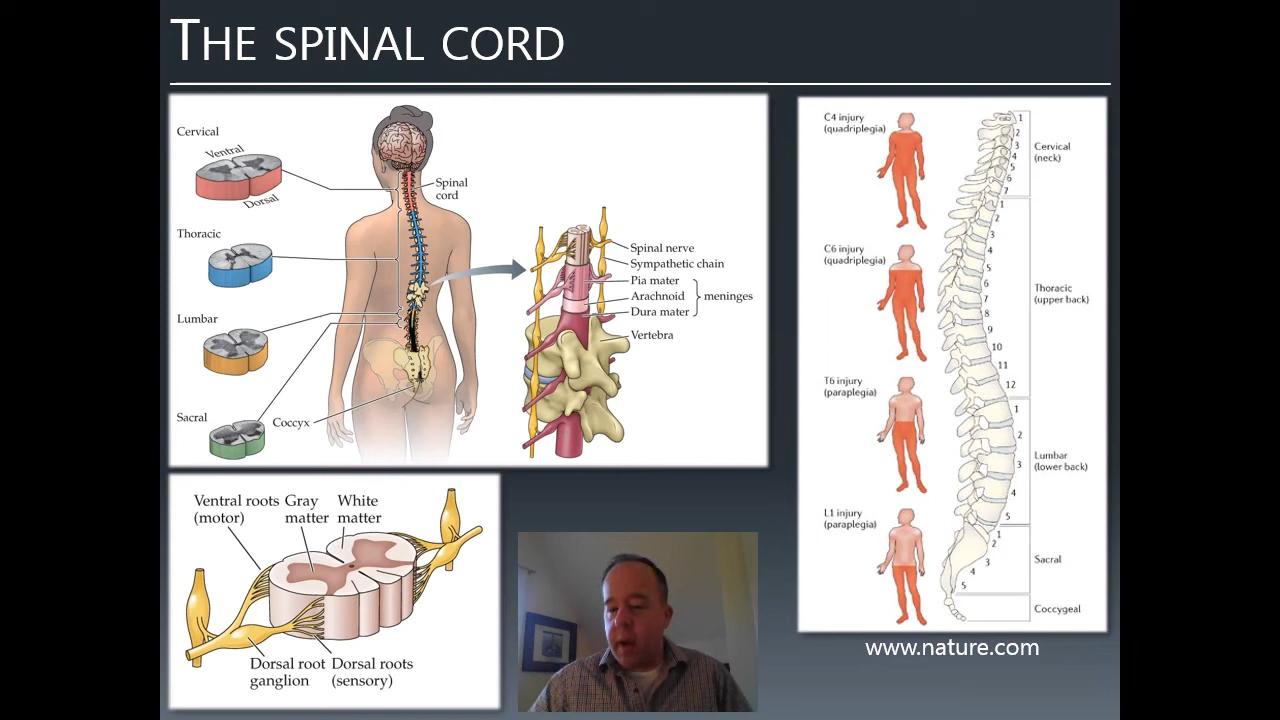 THE SPINAL CORD
Cervical
Ventral
Dorsal
Thoracic
Lumbar
Sacral
Coccyx
Spinal
cord
Spinal nerve
Sympathetic chain
Pia mater
Arachnoid
meninges
Dura mater
Vertebra
Ventral roots
(motor)
Gray
matter
White
matter
Dorsal root
ganglion
Dorsal roots
(sensory)
C4 injury
(quadriplegia)
C6 injury
(quadriplegia)
T6 injury
(paraplegia)
L1 injury
(paraplegia)
1
2
3
4
5
6
7
Cervical
(neck)
1
2
3
4
5
6
7
8
9
10
11
12
Thoracic
(upper back)
1
2
3
4
5
Lumbar
(lower back)
1
2
3
4
5
Sacral
Coccygeal
www.nature.com